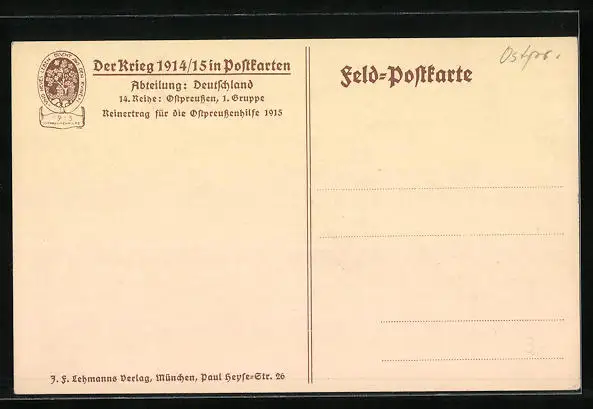 Der Krieg 1914/15 in Postkarten
Abteilung: Deutschland
14. Reihe: Ostpreußen, 1. Gruppe
Reinertrag für die Ostpreußenhilfe 1915
Feld=Postkarte
Ostpr.
J. F. Lehmanns Verlag, München, Paul Heyse-Str. 26
3